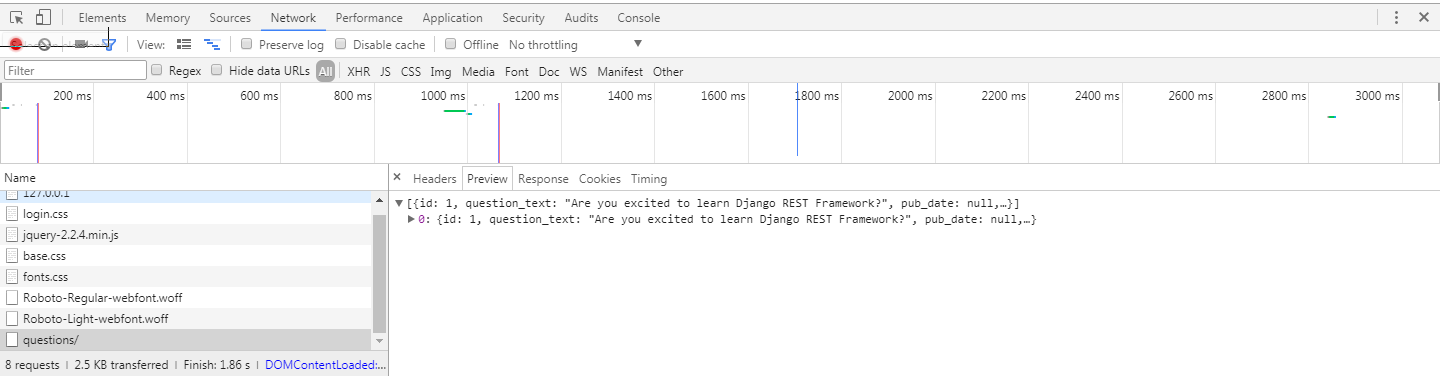 Elements Memory Sources Network Performance Application Security Audits Console
View: Preserve log Disable cache Offline No throttling
Filter Regex Hide data URLs All XHR JS CSS Img Media Font Doc WS Manifest Other
200 ms 400 ms 600 ms 800 ms 1000 ms 1200 ms 1400 ms 1600 ms 1800 ms 2000 ms 2200 ms 2400 ms 2600 ms 2800 ms 3000 ms
Name
127.0.0.1
login.css
jquery-2.2.4.min.js
base.css
fonts.css
Roboto-Regular-webfont.woff
Roboto-Light-webfont.woff
questions/
8 requests 2.5 KB transferred Finish: 1.86 s DOMContentLoaded:...
× Headers Preview Response Cookies Timing
▼[{id: 1, question_text: "Are you excited to learn Django REST Framework?", pub_date: null,…}]
▶0: {id: 1, question_text: "Are you excited to learn Django REST Framework?", pub_date: null,…}